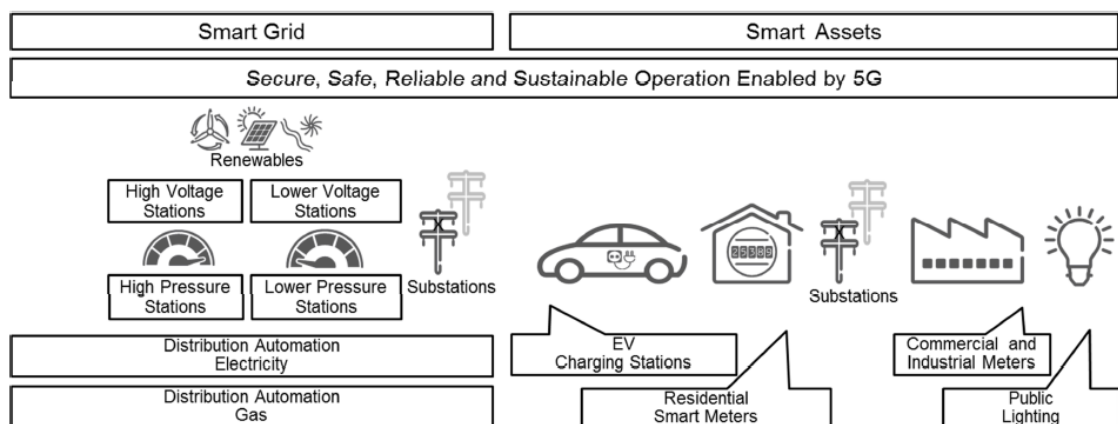 Smart Grid
Smart Assets
Secure, Safe, Reliable and Sustainable Operation Enabled by 5G
Renewables
High Voltage
Stations
Lower Voltage
Stations
High Pressure
Stations
Lower Pressure
Stations
Substations
25385
Substations
Distribution Automation
Electricity
Distribution Automation
Gas
EV
Charging Stations
Residential
Smart Meters
Commercial and
Industrial Meters
Public
Lighting